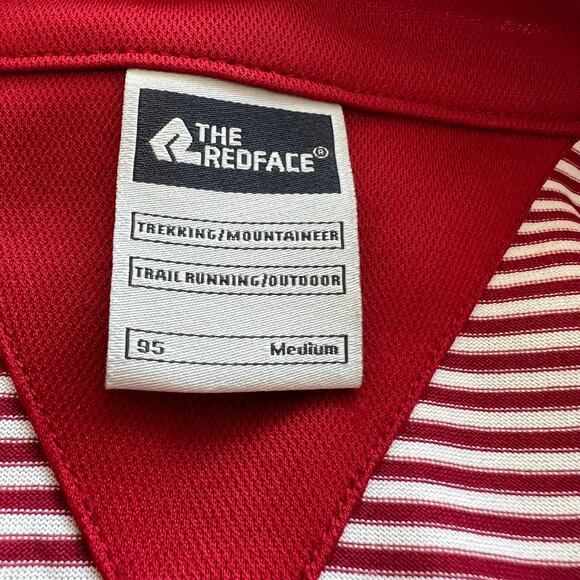 THE
REDFACE®
TREKKING/MOUNTAINEER
TRAIL RUNNING/OUTDOOR
95 Medium